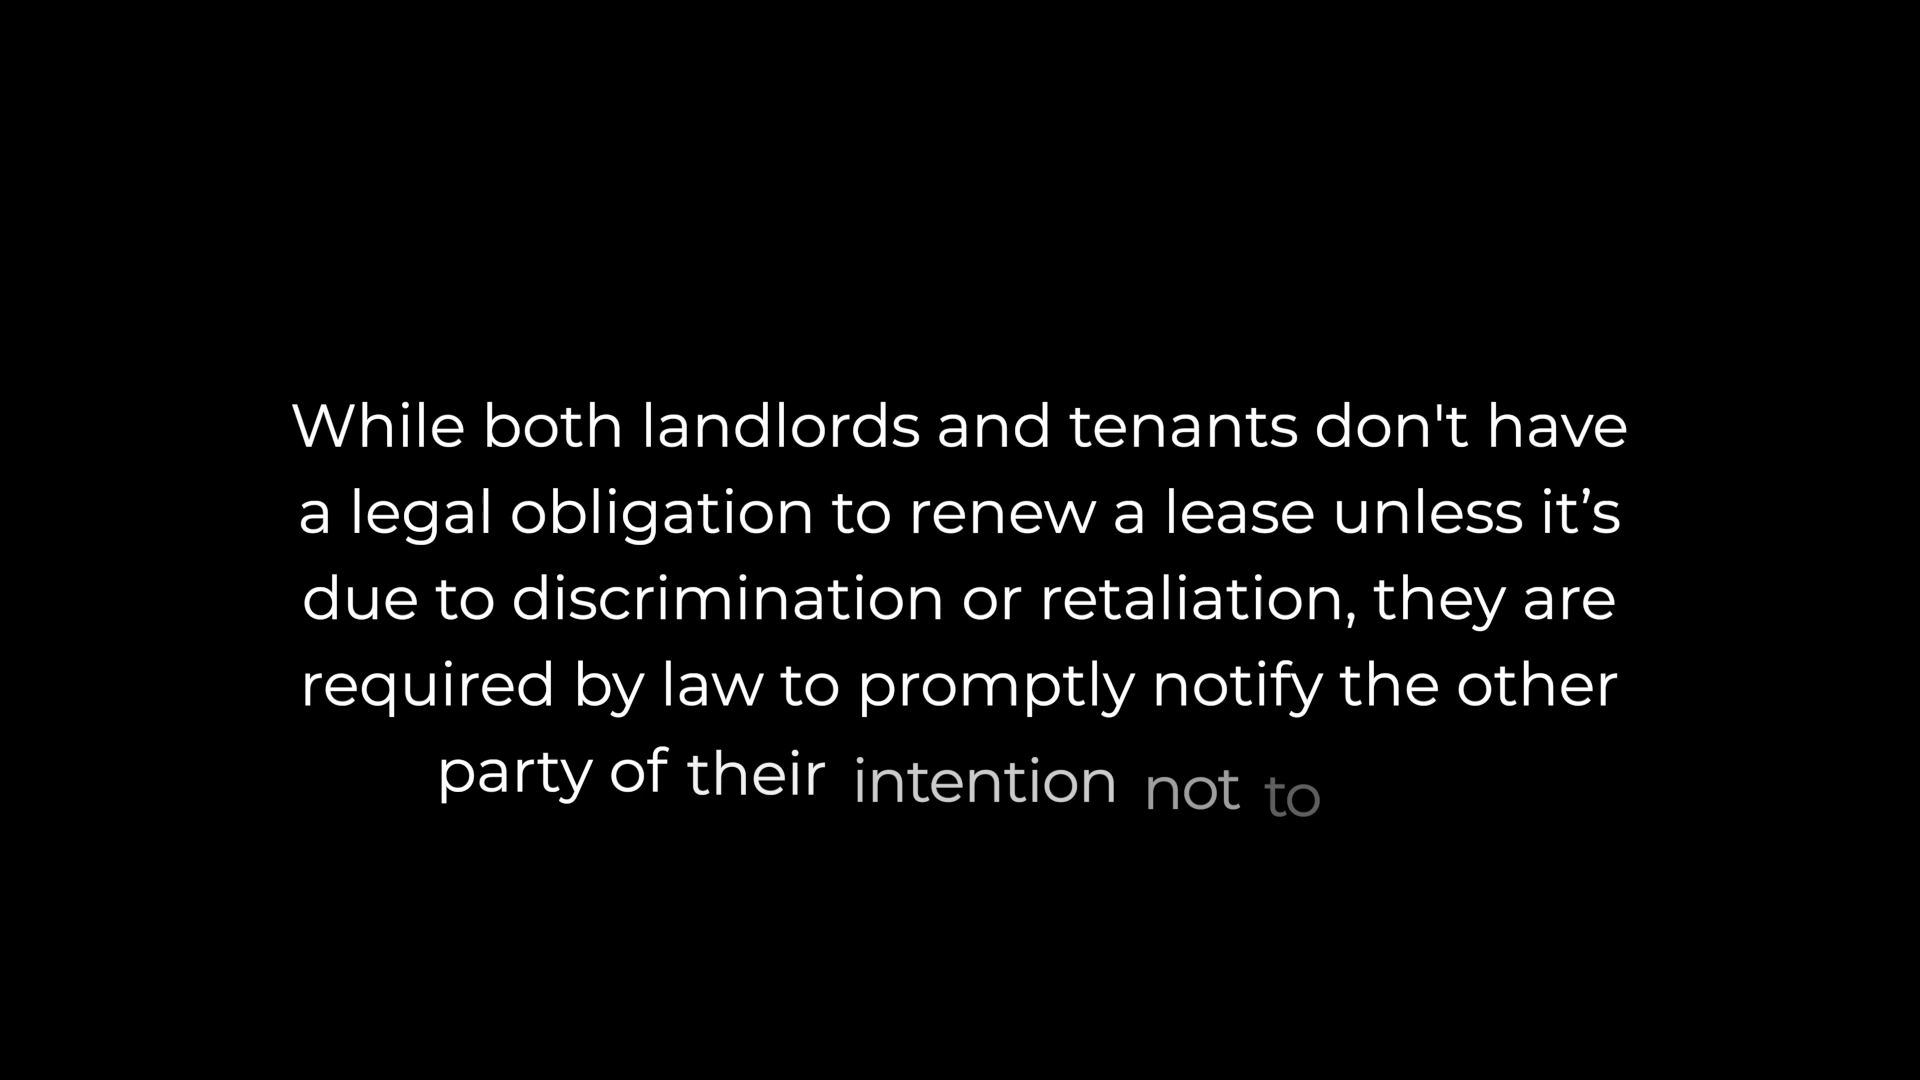 While both landlords and tenants don't have
a legal obligation to renew a lease unless it’s
due to discrimination or retaliation, they are
required by law to promptly notify the other
party of their intention not to